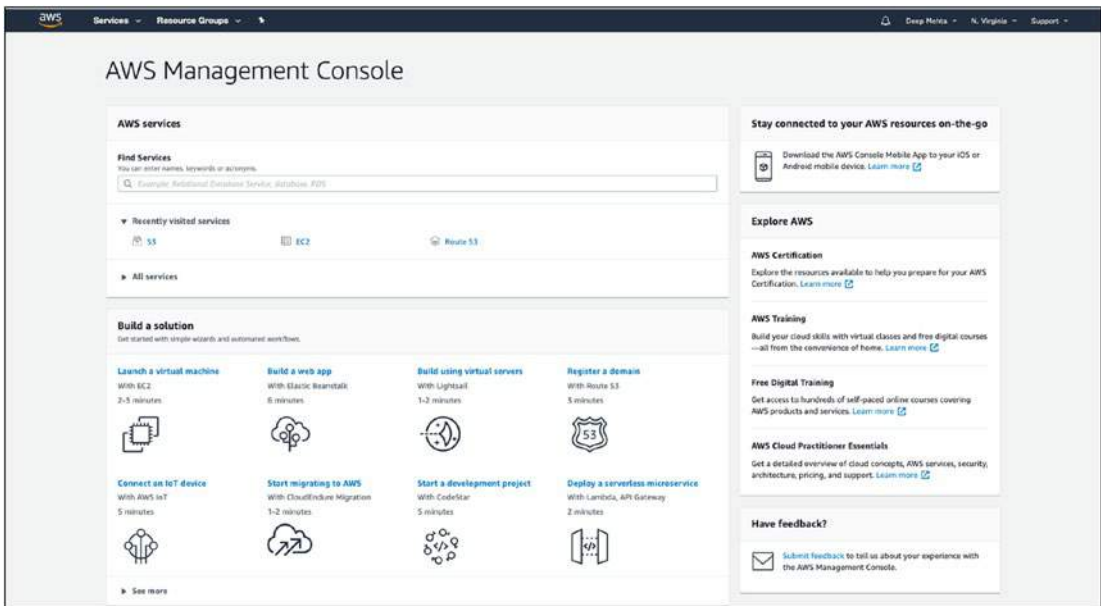 aws
Services
Resource Groups
Deep Mehta
N. Virginia
Support
AWS Management Console
AWS services
Find Services
You can enter names, keywords or acronyms.
Example: Relational Database Service, database, RDS
Recently visited services
S3
EC2
Route 53
All services
Build a solution
Get started with simple wizards and automated workflows.
Launch a virtual machine
With EC2
2-3 minutes
Build a web app
With Elastic Beanstalk
6 minutes
Build using virtual servers
With Lightsail
1-2 minutes
Register a domain
With Route 53
3 minutes
53
Connect an IoT device
With AWS IoT
5 minutes
Start migrating to AWS
With CloudEndure Migration
1-2 minutes
Start a development project
With CodeStar
5 minutes
Deploy a serverless microservice
With Lambda, API Gateway
2 minutes
See more
Stay connected to your AWS resources on-the-go
Download the AWS Console Mobile App to your iOS or
Android mobile device. Learn more
Explore AWS
AWS Certification
Explore the resources available to help you prepare for your AWS
Certification. Learn more
AWS Training
Build your cloud skills with virtual classes and free digital courses
—all from the convenience of home. Learn more
Free Digital Training
Get access to hundreds of self-paced online courses covering
AWS products and services. Learn more
AWS Cloud Practitioner Essentials
Get a detailed overview of cloud concepts, AWS services, security,
architecture, pricing, and support. Learn more
Have feedback?
Submit feedback to tell us about your experience with
the AWS Management Console.